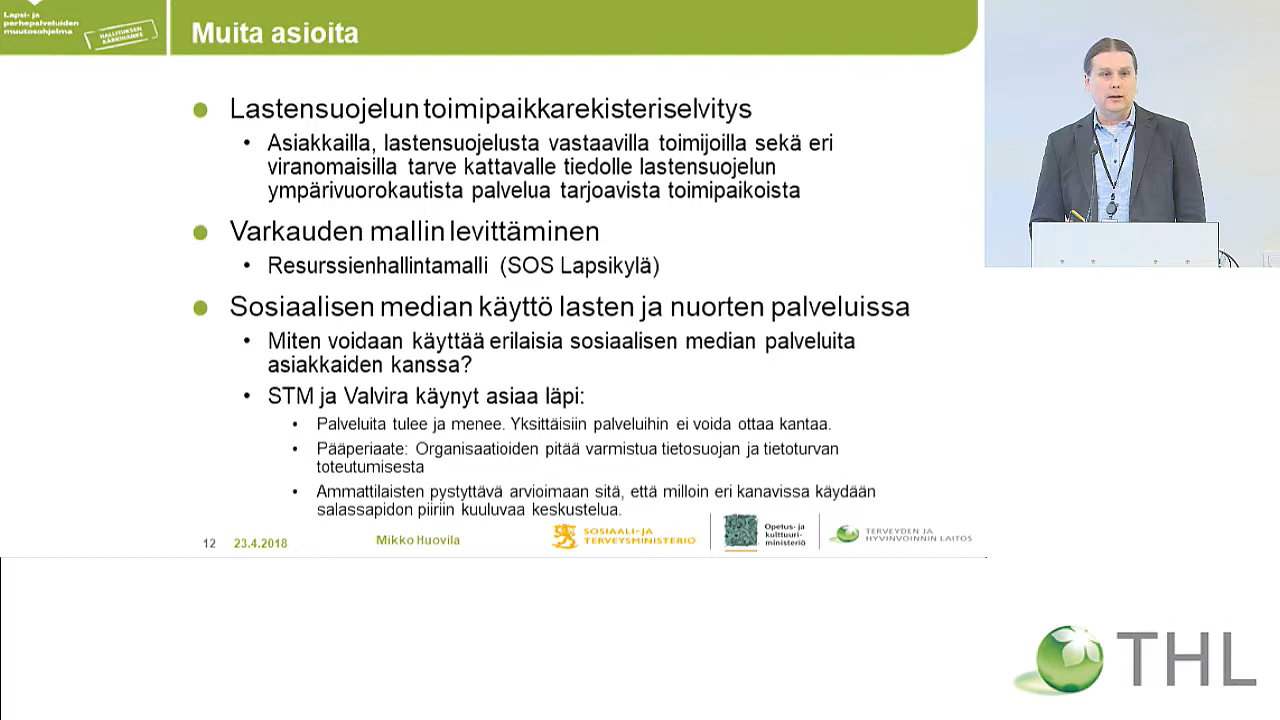 Lapsi- ja
perhepalveluiden
muutosohjelma
HALLITUKSEN
KÄRKIHANKE
Muita asioita
Lastensuojelun toimipaikkarekisteriselvitys
Asiakkailla, lastensuojelusta vastaavilla toimijoilla sekä eri
viranomaisilla tarve kattavalle tiedolle lastensuojelun
ympärivuorokautista palvelua tarjoavista toimipaikoista
Varkauden mallin levittäminen
Resurssienhallintamalli (SOS Lapsikylä)
Sosiaalisen median käyttö lasten ja nuorten palveluissa
Miten voidaan käyttää erilaisia sosiaalisen median palveluita
asiakkaiden kanssa?
STM ja Valvira käynyt asiaa läpi:
Palveluita tulee ja menee. Yksittäisiin palveluihin ei voida ottaa kantaa.
Pääperiaate: Organisaatioiden pitää varmistua tietosuojan ja tietoturvan
toteutumisesta
Ammattilaisten pystyttävä arvioimaan sitä, että milloin eri kanavissa käydään
salassapidon piiriin kuuluvaa keskustelua.
12 23.4.2018 Mikko Huovila
SOSIAALI- JA
TERVEYSMINISTERIÖ
Opetus- ja
kulttuuri-
ministeriö
TERVEYDEN JA
HYVINVOINNIN LAITOS
THL